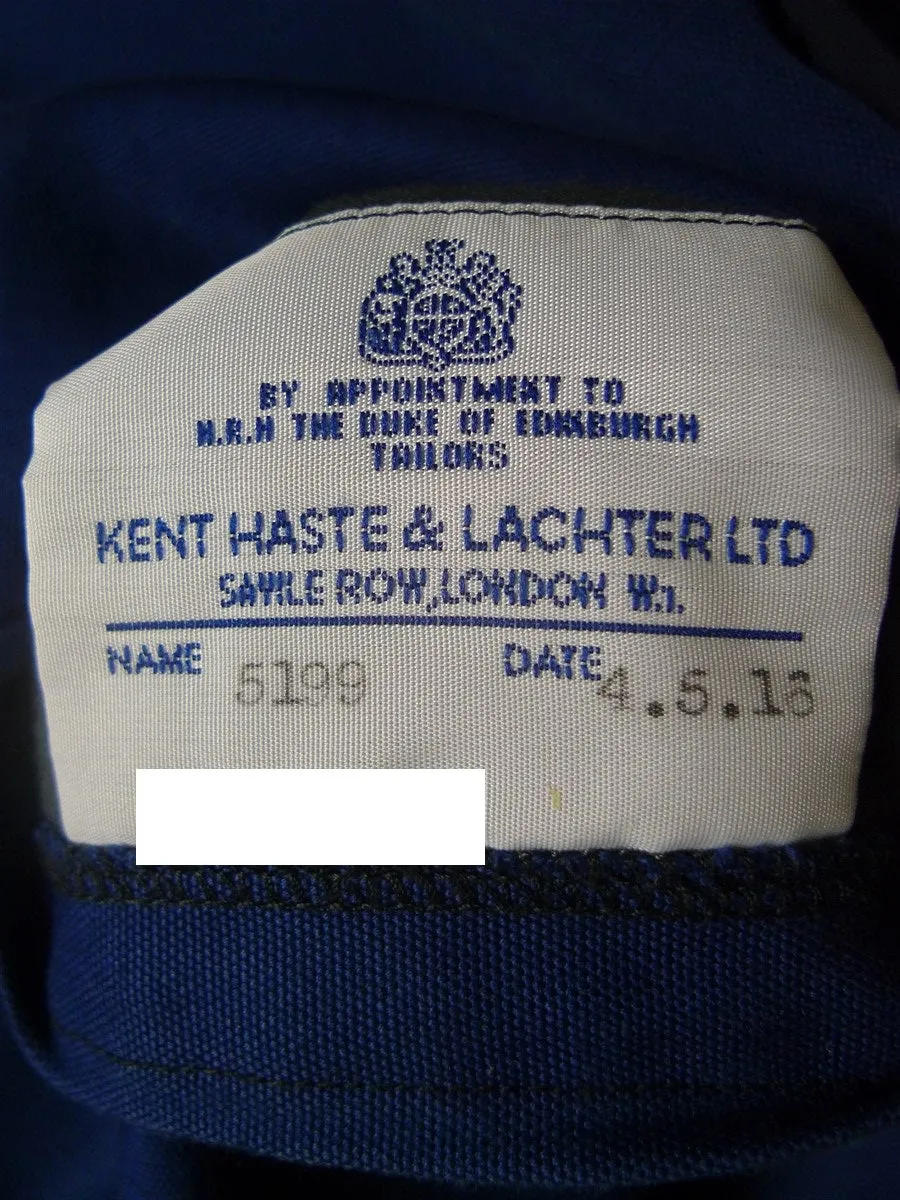 BY APPOINTMENT TO
H.R.H THE DUKE OF EDINBURGH
TAILORS
KENT HASTE & LACHTER LTD
SAVILE ROW, LONDON W.1.
NAME 5199 DATE 4.5.16